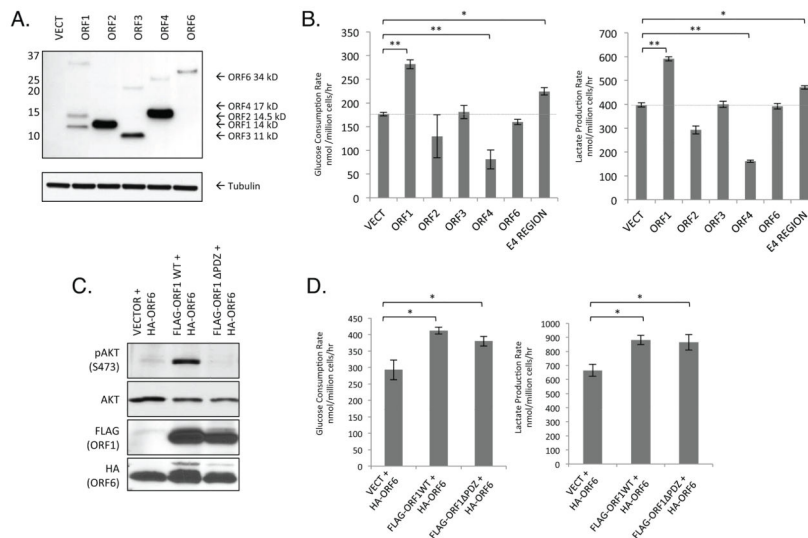 A.
VECT
ORF1
ORF2
ORF3
ORF4
ORF6
37
25
20
15
10
← ORF6 34 kD
← ORF4 17 kD
← ORF2 14.5 kD
← ORF1 14 kD
← ORF3 11 kD
← Tubulin
B.
Glucose Consumption Rate
nmol /million cells/hr
350
300
250
200
150
100
50
0
*
**
**
VECT
ORF1
ORF2
ORF3
ORF4
ORF6
E4 REGION
Lactate Production Rate
nmol/million cells/hr
700
600
500
400
300
200
100
0
*
**
**
VECT
ORF1
ORF2
ORF3
ORF4
ORF6
E4 REGION
C.
VECTOR +
HA-ORF6
FLAG-ORF1 WT +
HA-ORF6
FLAG-ORF1 ΔPDZ +
HA-ORF6
pAKT
(S473)
AKT
FLAG
(ORF1)
HA
(ORF6)
D.
Glucose Consumption Rate
nmol/million cells/hr
450
400
350
300
250
200
150
100
50
0
*
*
VECT +
HA-ORF6
FLAG-ORF1WT +
HA-ORF6
FLAG-ORF1ΔPDZ +
HA-ORF6
Lactate Production Rate
nmol/million cells/hr
1000
900
800
700
600
500
400
300
200
100
0
*
*
VECT +
HA-ORF6
FLAG-ORF1WT +
HA-ORF6
FLAG-ORF1ΔPDZ +
HA-ORF6